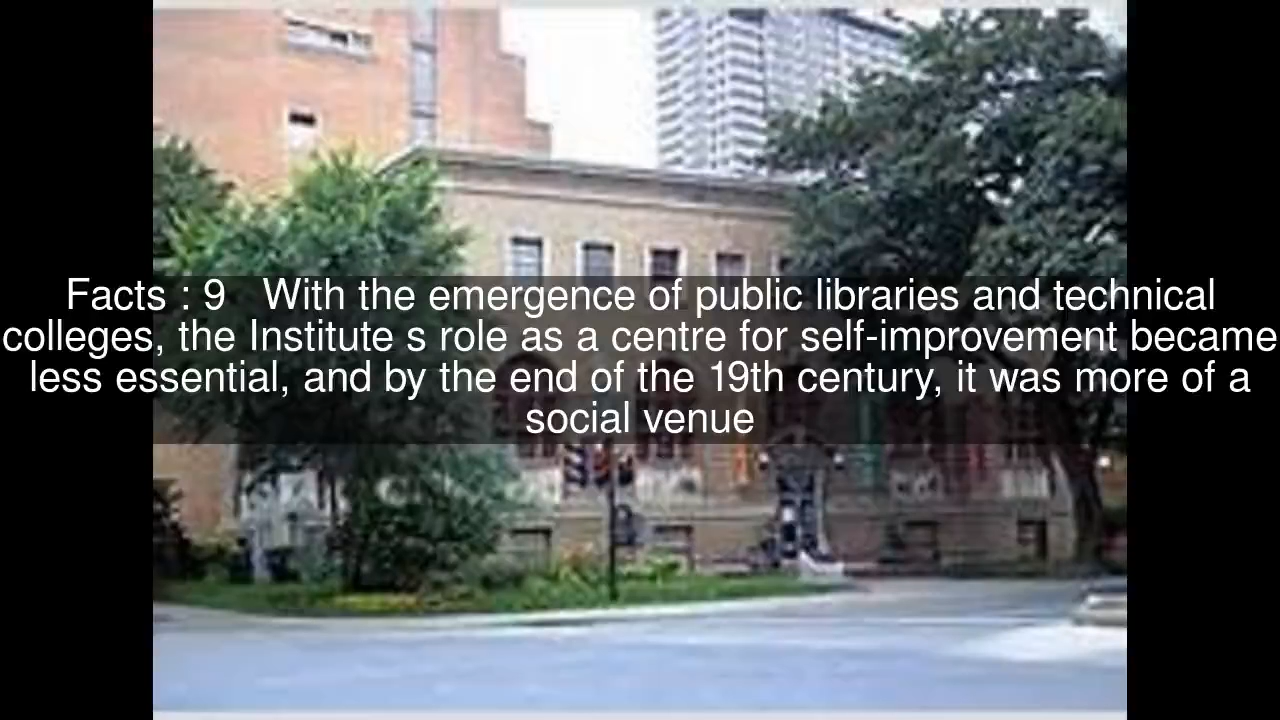 Facts : 9 With the emergence of public libraries and technical
colleges, the Institute s role as a centre for self-improvement became
less essential, and by the end of the 19th century, it was more of a
social venue